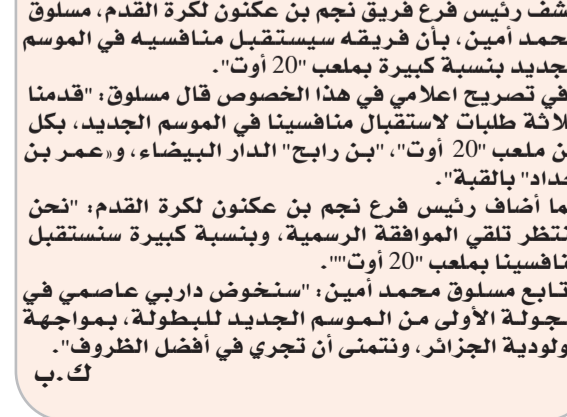 شف رئيس فرع فريق نجم بن عكنون لكرة القدم، مسلوق
حمد أمين، بأن فريقه سيستقبل منافسيه في الموسم
جديد بنسبة كبيرة بملعب "20 أوت".
في تصريح اعلامي في هذا الخصوص قال مسلوق: "قدمنا
لاثة طلبات لاستقبال منافسينا في الموسم الجديد، بكل
ن ملعب "20 أوت"، "بن رابح" الدار البيضاء، و«عمر بن
حداد" بالقبة".
ما أضاف رئيس فرع نجم بن عكنون لكرة القدم: "نحن
نتظر تلقي الموافقة الرسمية، وبنسبة كبيرة سنستقبل
نافسينا بملعب "20 أوت"".
تابع مسلوق محمد أمين: "سنخوض داربي عاصمي في
جولة الأولى من الموسم الجديد للبطولة، بمواجهة
ولودية الجزائر، ونتمنى أن تجري في أفضل الظروف".
ك.ب